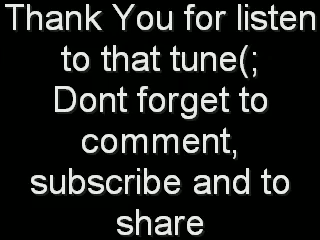 Thank You for listen
to that tune(;
Dont forget to
comment,
subscribe and to
share